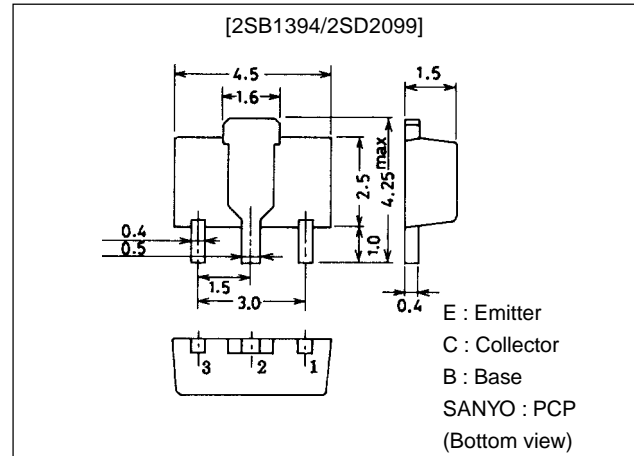 [2SB1394/2SD2099]
4.5
1.6
1.5
2.5
4.25max
1.0
0.4
0.5
1.5
3.0
0.4
3 2 1
E : Emitter
C : Collector
B : Base
SANYO : PCP
(Bottom view)